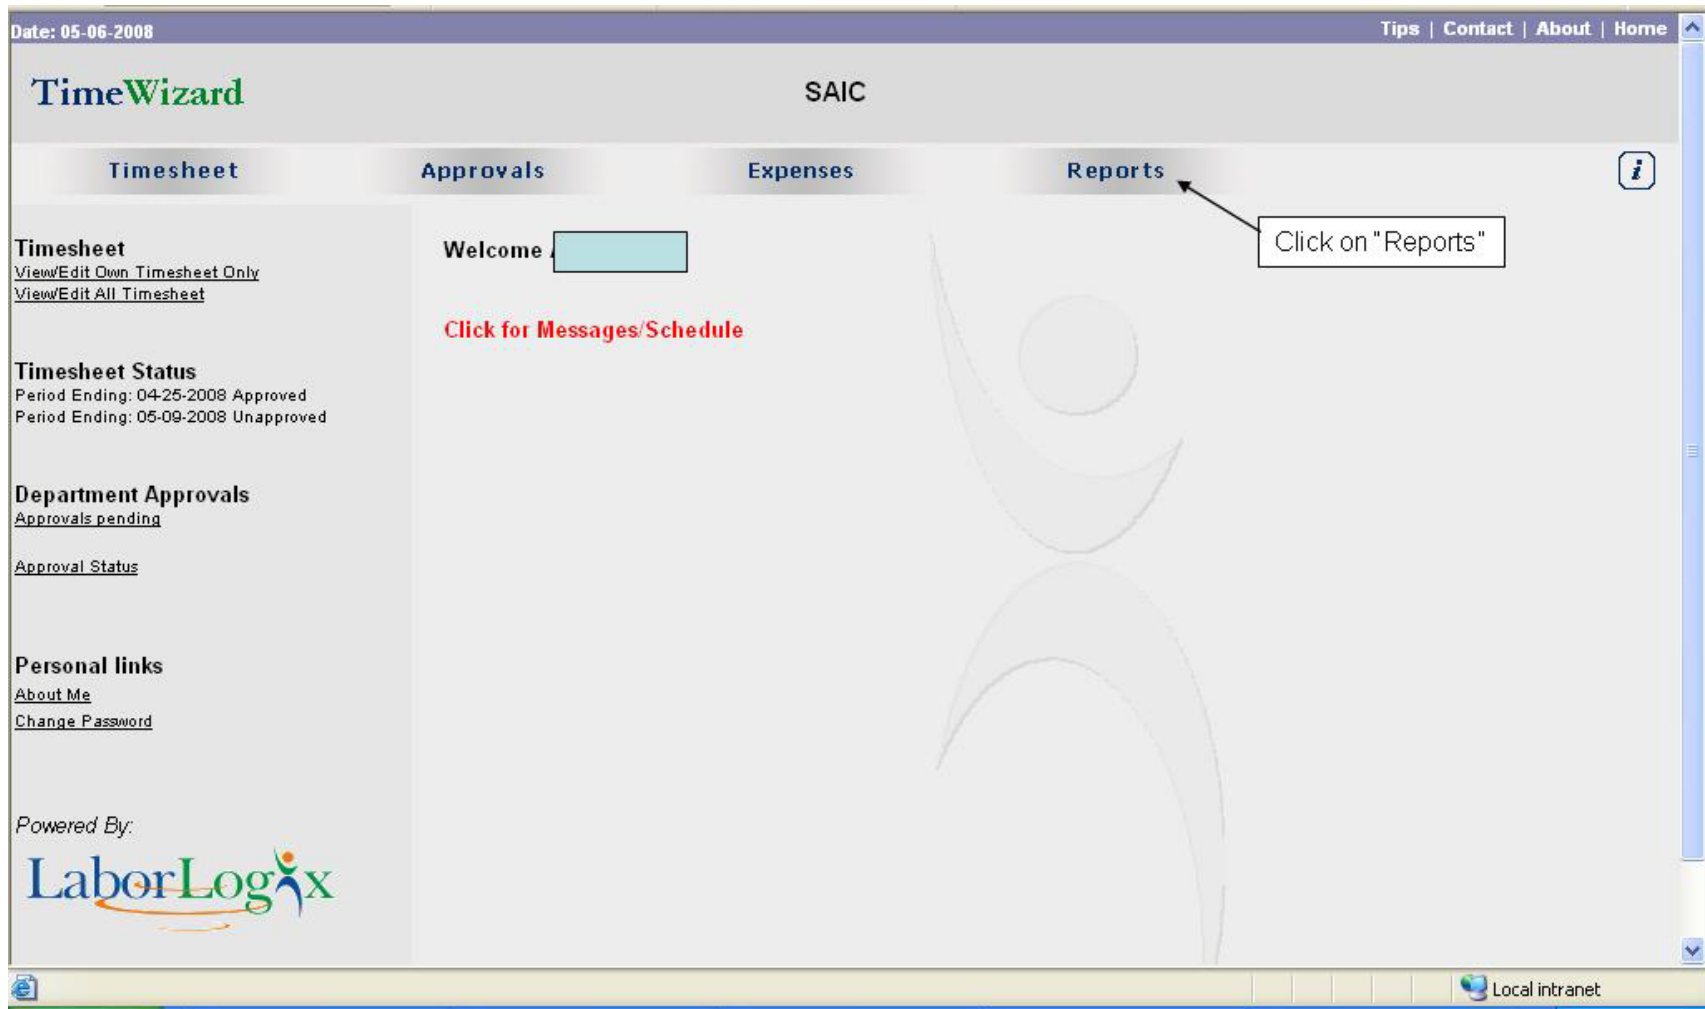 Date: 05-06-2008
Tips | Contact | About | Home
TimeWizard
SAIC
Timesheet
Approvals
Expenses
Reports
i
Click on "Reports"
Timesheet
View/Edit Own Timesheet Only
View/Edit All Timesheet
Welcome
Click for Messages/Schedule
Timesheet Status
Period Ending: 04-25-2008 Approved
Period Ending: 05-09-2008 Unapproved
Department Approvals
Approvals pending
Approval Status
Personal links
About Me
Change Password
Powered By:
LaborLogix
Local intranet